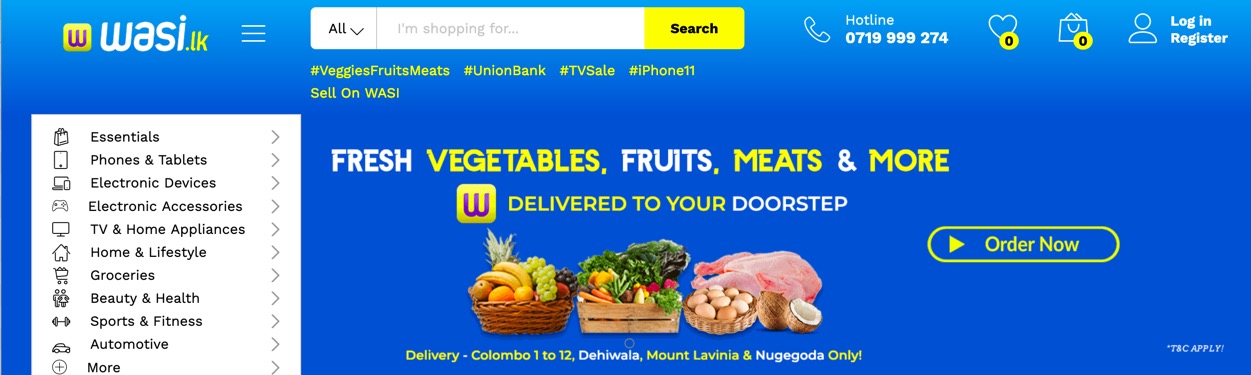 wasi.lk
All
I'm shopping for...
Search
Hotline
0719 999 274
0
0
Log in
Register
#VeggiesFruitsMeats #UnionBank #TVSale #iPhone11
Sell On WASI
Essentials
Phones & Tablets
Electronic Devices
Electronic Accessories
TV & Home Appliances
Home & Lifestyle
Groceries
Beauty & Health
Sports & Fitness
Automotive
More
FRESH VEGETABLES, FRUITS, MEATS & MORE
DELIVERED TO YOUR DOORSTEP
Order Now
Delivery - Colombo 1 to 12, Dehiwala, Mount Lavinia & Nugegoda Only!
*T&C APPLY!